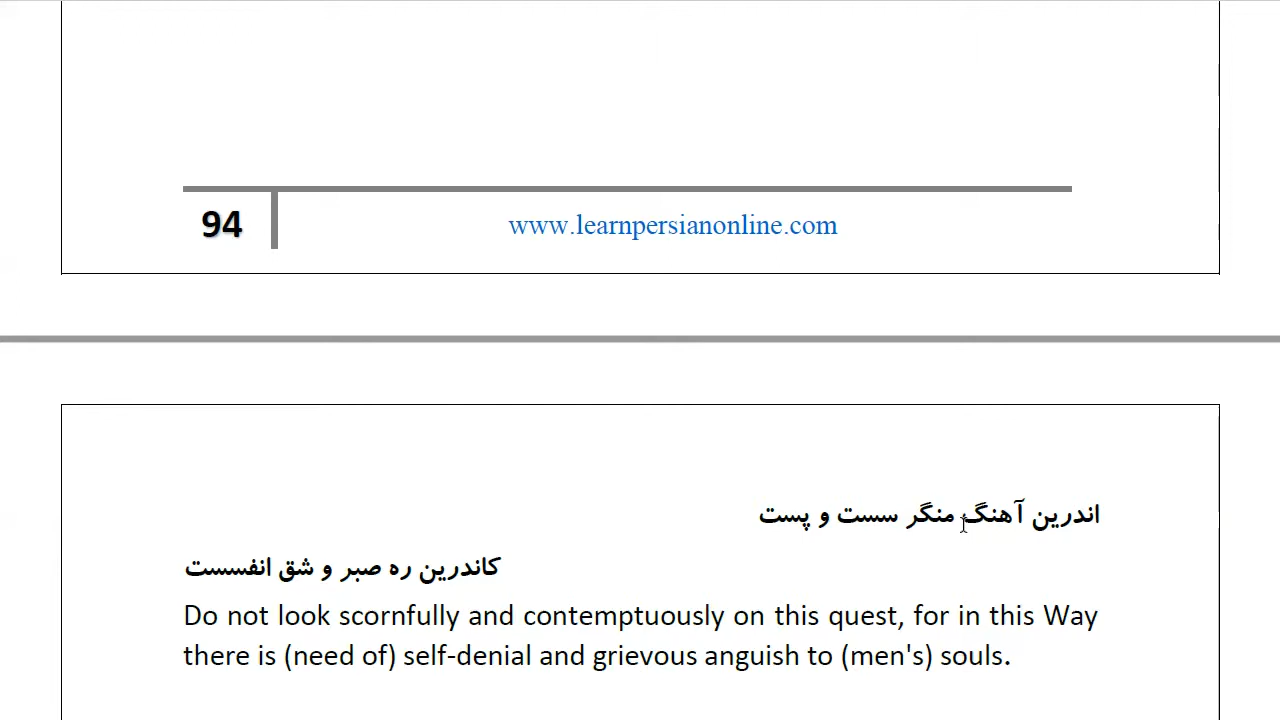 94
www.learnpersianonline.com
اندرین آهنگ منگر سست و پست
کاندرین ره صبر و شق انفسست
Do not look scornfully and contemptuously on this quest, for in this Way
there is (need of) self-denial and grievous anguish to (men's) souls.